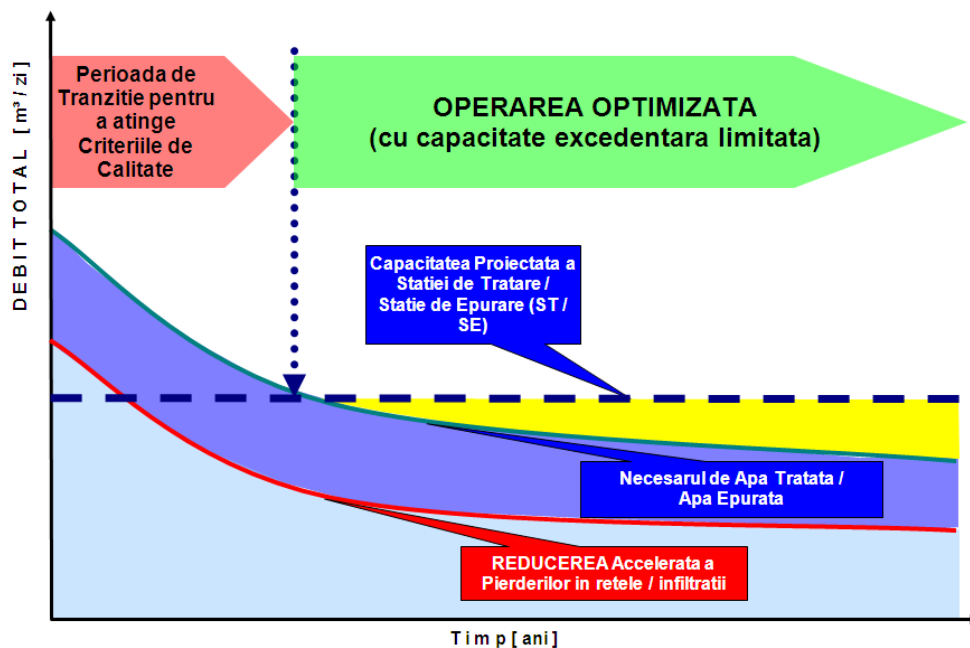 Perioada de
Tranzitie pentru
a atinge
Criteriile de
Calitate
OPERAREA OPTIMIZATA
(cu capacitate excedentara limitata)
DEBIT TOTAL [m³ / zi]
Capacitatea Proiectata a
Statiei de Tratare /
Statie de Epurare (ST /
SE)
Necesarul de Apa Tratata /
Apa Epurata
REDUCEREA Accelerata a
Pierderilor in retele / infiltratii
Timp [ ani ]